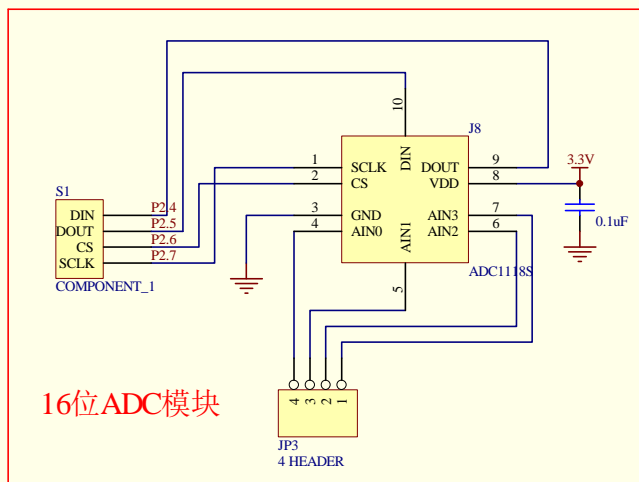 10
J8
S1
1
2
3
4
SCLK
CS
GND
AIN0
DIN
AIN1
DOUT
VDD
AIN3
AIN2
9
8
7
6
3.3V
0.1uF
DIN
DOUT
CS
SCLK
P2.4
P2.5
P2.6
P2.7
COMPONENT_1
ADC1118S
5
16位ADC模块
4
3
2
1
JP3
4 HEADER